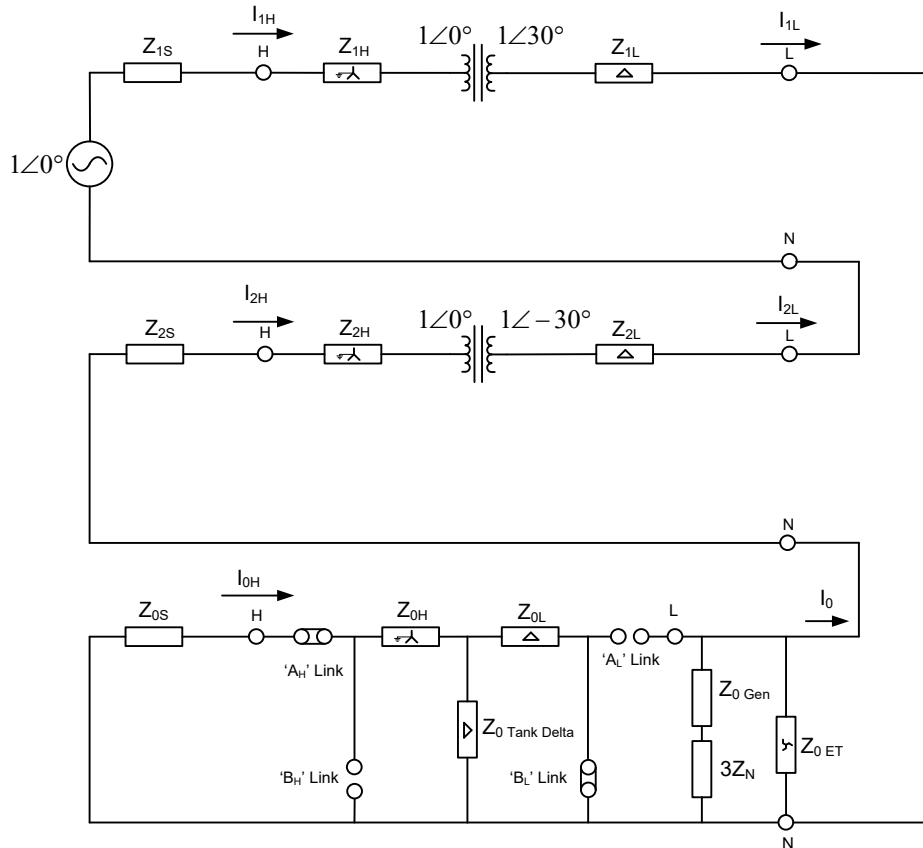 I1H
I1L
Z1S
H
Z1H
1∠0°
1∠30°
Z1L
L
1∠0°
N
I2H
I2L
Z2S
H
Z2H
1∠0°
1∠−30°
Z2L
L
N
I0H
I0
Z0S
H
Z0H
Z0L
L
'AH' Link
'AL' Link
Z0 Gen
Z0 Tank Delta
Z0 ET
'BH' Link
'BL' Link
3ZN
N